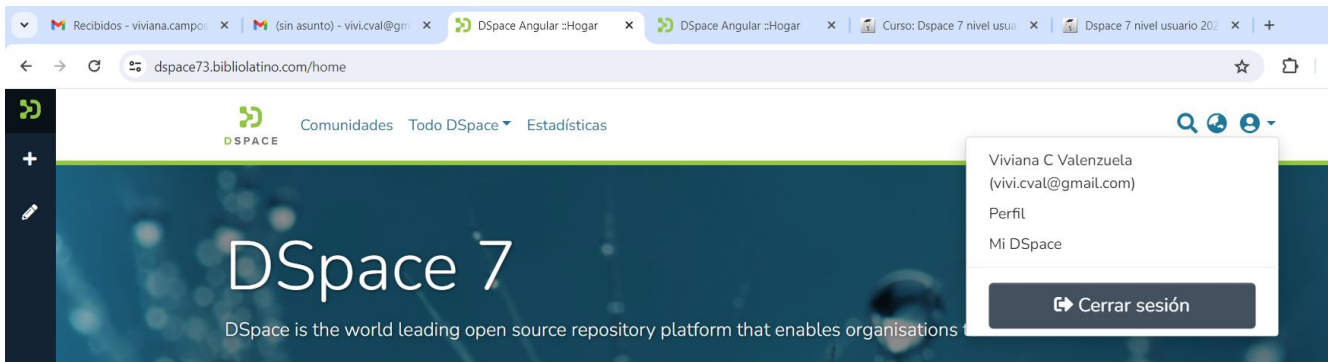 Recibidos - viviana.campos
(sin asunto) - vivi.cval@gm
DSpace Angular ::Hogar
DSpace Angular ::Hogar
Curso: Dspace 7 nivel usua
Dspace 7 nivel usuario 202
dspace73.bibliolatino.com/home
DSPACE
Comunidades Todo DSpace Estadísticas
Viviana C Valenzuela
(vivi.cval@gmail.com)
Perfil
Mi DSpace
Cerrar sesión
DSpace 7
DSpace is the world leading open source repository platform that enables organisations